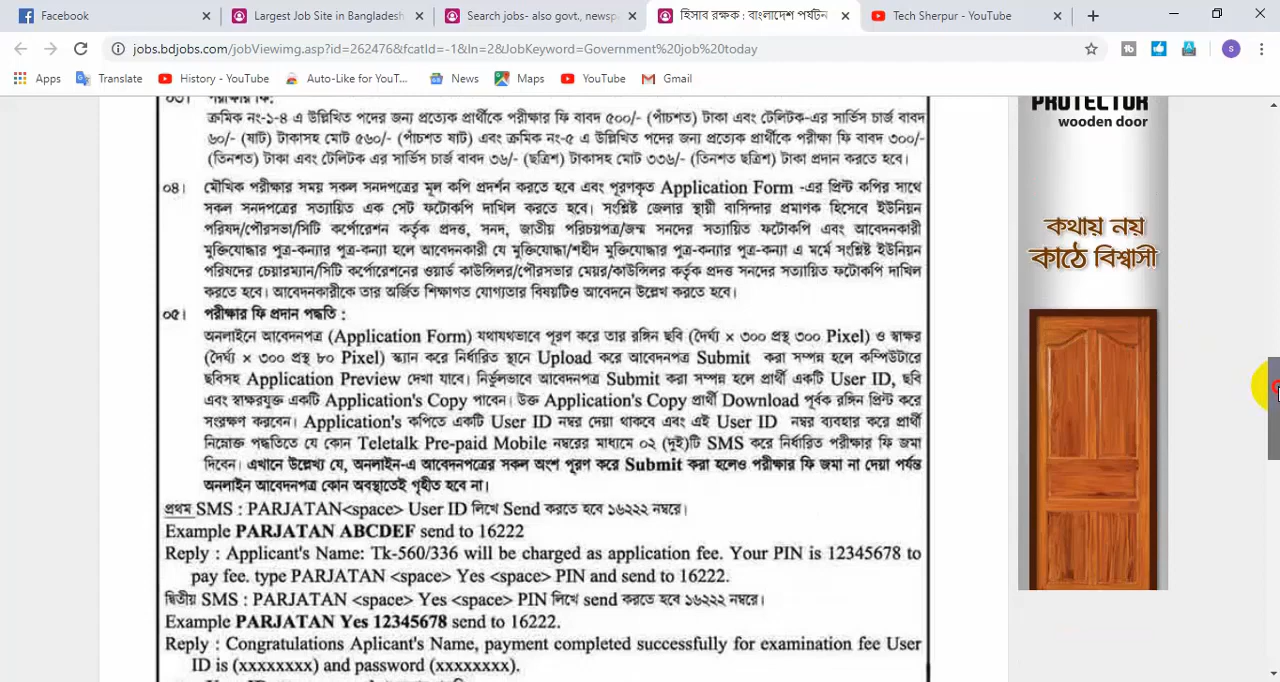 Facebook
Largest Job Site in Bangladesh
Search jobs- also govt., newsp
হিসাব রক্ষক : বাংলাদেশ পর্যটন
Tech Sherpur - YouTube
jobs.bdjobs.com/jobViewimg.asp?id=262476&fcatId=-1&ln=2&JobKeyword=Government%20job%20today
S
Apps
Translate
History - YouTube
Auto-Like for YouT...
News
Maps
YouTube
Gmail
০৩। পরীক্ষার ফি:
ক্রমিক নং-১-৪ এ উল্লিখিত পদের জন্য প্রত্যেক প্রার্থীকে পরীক্ষার ফি বাবদ ৫০০/- (পাঁচশত) টাকা এবং টেলিটক-এর সার্ভিস চার্জ বাবদ
৬০/- (ষাট) টাকাসহ মোট ৫৬০/- (পাঁচশত ষাট) এবং ক্রমিক নং-৫ এ উল্লিখিত পদের জন্য প্রত্যেক প্রার্থীকে পরীক্ষা ফি বাবদ ৩০০/-
(তিনশত) টাকা এবং টেলিটক এর সার্ভিস চার্জ বাবদ ৩৬/- (ছত্রিশ) টাকাসহ মোট ৩৩৬/- (তিনশত ছত্রিশ) টাকা প্রদান করতে হবে।
০৪। মৌখিক পরীক্ষার সময় সকল সনদপত্রের মূল কপি প্রদর্শন করতে হবে এবং পূরণকৃত Application Form -এর প্রিন্ট কপির সাথে
সকল সনদপত্রের সত্যায়িত এক সেট ফটোকপি দাখিল করতে হবে। সংশ্লিষ্ট জেলার স্থায়ী বাসিন্দার প্রমাণক হিসেবে ইউনিয়ন
পরিষদ/পৌরসভা/সিটি কর্পোরেশন কর্তৃক প্রদত্ত, সনদ, জাতীয় পরিচয়পত্র/জন্ম সনদের সত্যায়িত ফটোকপি এবং আবেদনকারী
মুক্তিযোদ্ধার পুত্র-কন্যার পুত্র-কন্যা হলে আবেদনকারী যে মুক্তিযোদ্ধা/শহীদ মুক্তিযোদ্ধার পুত্র-কন্যার পুত্র-কন্যা এ মর্মে সংশ্লিষ্ট ইউনিয়ন
পরিষদের চেয়ারম্যান/সিটি কর্পোরেশনের ওয়ার্ড কাউন্সিলর/পৌরসভার মেয়র/কাউন্সিলর কর্তৃক প্রদত্ত সনদের সত্যায়িত ফটোকপি দাখিল
করতে হবে। আবেদনকারীকে তার অর্জিত শিক্ষাগত যোগ্যতার বিষয়টিও আবেদনে উল্লেখ করতে হবে।
০৫। পরীক্ষার ফি প্রদান পদ্ধতি :
অনলাইনে আবেদনপত্র (Application Form) যথাযথভাবে পূরণ করে তার রঙ্গিন ছবি (দৈর্ঘ্য × ৩০০ প্রস্থ ৩০০ Pixel) ও স্বাক্ষর
(দৈর্ঘ্য × ৩০০ প্রস্থ ৮০ Pixel) স্ক্যান করে নির্ধারিত স্থানে Upload করে আবেদনপত্র Submit করা সম্পন্ন হলে কম্পিউটারে
ছবিসহ Application Preview দেখা যাবে। নির্ভুলভাবে আবেদনপত্র Submit করা সম্পন্ন হলে প্রার্থী একটি User ID, ছবি
এবং স্বাক্ষরযুক্ত একটি Application's Copy পাবেন। উক্ত Application's Copy প্রার্থী Download পূর্বক রঙ্গিন প্রিন্ট করে
সংরক্ষণ করবেন। Application's কপিতে একটি User ID নম্বর দেয়া থাকবে এবং এই User ID নম্বর ব্যবহার করে প্রার্থী
নিম্নোক্ত পদ্ধতিতে যে কোন Teletalk Pre-paid Mobile নম্বরের মাধ্যমে ০২ (দুই)টি SMS করে নির্ধারিত পরীক্ষার ফি জমা
দিবেন। এখানে উল্লেখ্য যে, অনলাইন-এ আবেদনপত্রের সকল অংশ পূরণ করে Submit করা হলেও পরীক্ষার ফি জমা না দেয়া পর্যন্ত
অনলাইন আবেদনপত্র কোন অবস্থাতেই গৃহীত হবে না।
প্রথম SMS : PARJATAN<space> User ID লিখে Send করতে হবে ১৬২২২ নম্বরে।
Example PARJATAN ABCDEF send to 16222
Reply : Applicant's Name: Tk-560/336 will be charged as application fee. Your PIN is 12345678 to
pay fee. type PARJATAN <space> Yes <space> PIN and send to 16222.
দ্বিতীয় SMS : PARJATAN <space> Yes <space> PIN লিখে send করতে হবে ১৬২২২ নম্বরে।
Example PARJATAN Yes 12345678 send to 16222.
Reply : Congratulations Aplicant's Name, payment completed successfully for examination fee User
ID is (xxxxxxxx) and password (xxxxxxxx).
PROTECTOR
wooden door
কথায় নয়
কাঠে বিশ্বাসী